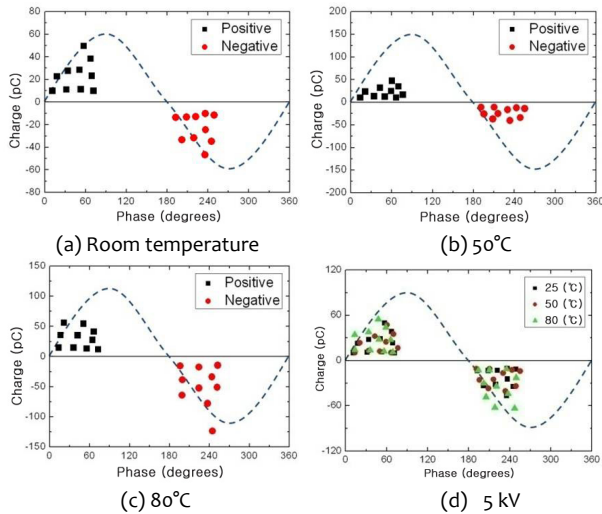 80
60
40
20
0
-20
-40
-60
-80
0 60 120 180 240 300 360
Charge (pC)
Phase (degrees)
Positive
Negative
(a) Room temperature
200
150
100
50
0
-50
-100
-150
-200
0 60 120 180 240 300 360
Charge (pC)
Phase (degrees)
Positive
Negative
(b) 50°C
150
100
50
0
-50
-100
-150
0 60 120 180 240 300 360
Charge (pC)
Phase (degrees)
Positive
Negative
(c) 80°C
120
60
0
-60
-120
0 60 120 180 240 300 360
Charge (pC)
Phase (degrees)
25 (℃)
50 (℃)
80 (℃)
(d) 5 kV